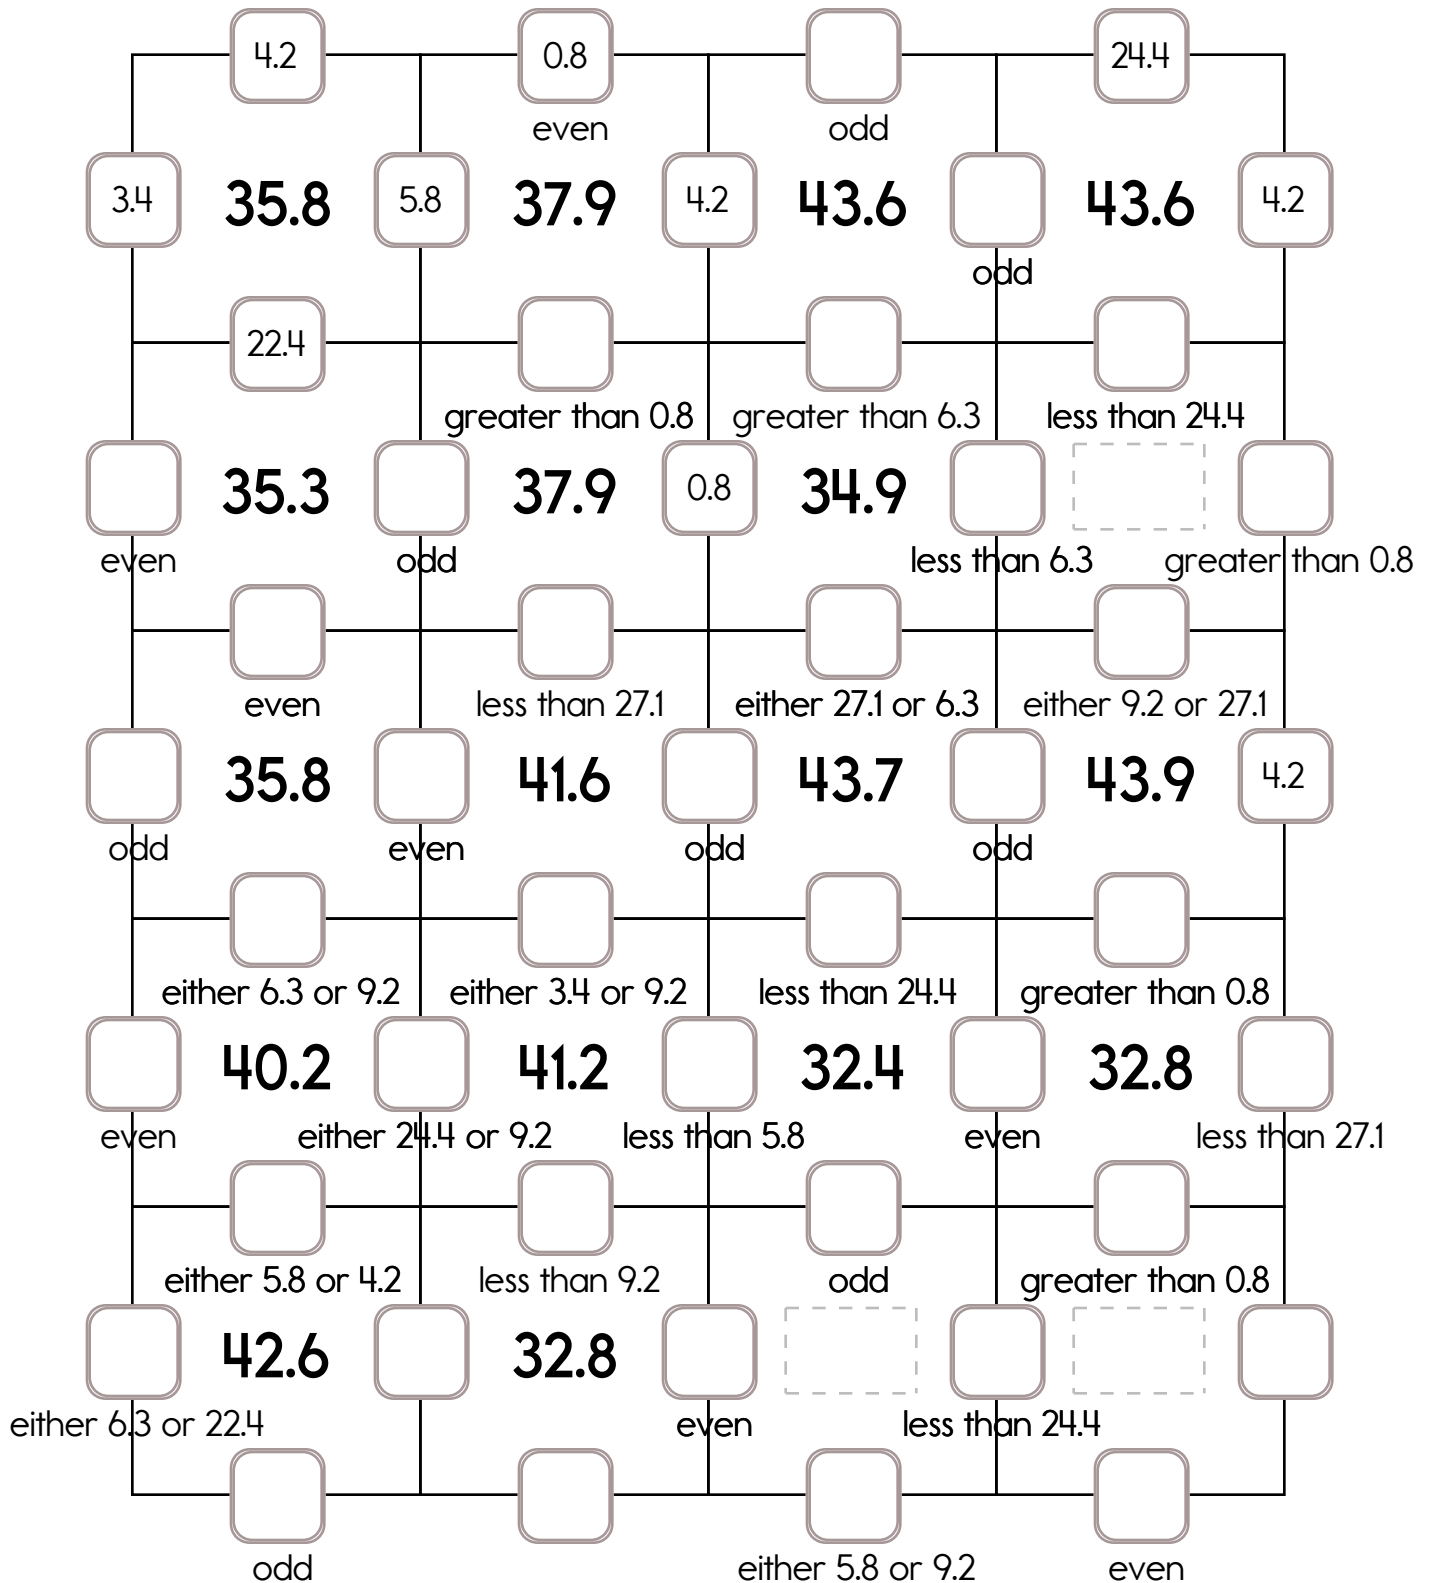 4.2 0.8 24.4
even odd
3.4 35.8 5.8 37.9 4.2 43.6 43.6 4.2
odd
22.4
greater than 0.8 greater than 6.3 less than 24.4
35.3 37.9 0.8 34.9
even odd less than 6.3 greater than 0.8
even less than 27.1 either 27.1 or 6.3 either 9.2 or 27.1
35.8 41.6 43.7 43.9 4.2
odd even odd odd
either 6.3 or 9.2 either 3.4 or 9.2 less than 24.4 greater than 0.8
40.2 41.2 32.4 32.8
even either 24.4 or 9.2 less than 5.8 even less than 27.1
either 5.8 or 4.2 less than 9.2 odd greater than 0.8
42.6 32.8
either 6.3 or 22.4 even less than 24.4
odd either 5.8 or 9.2 even